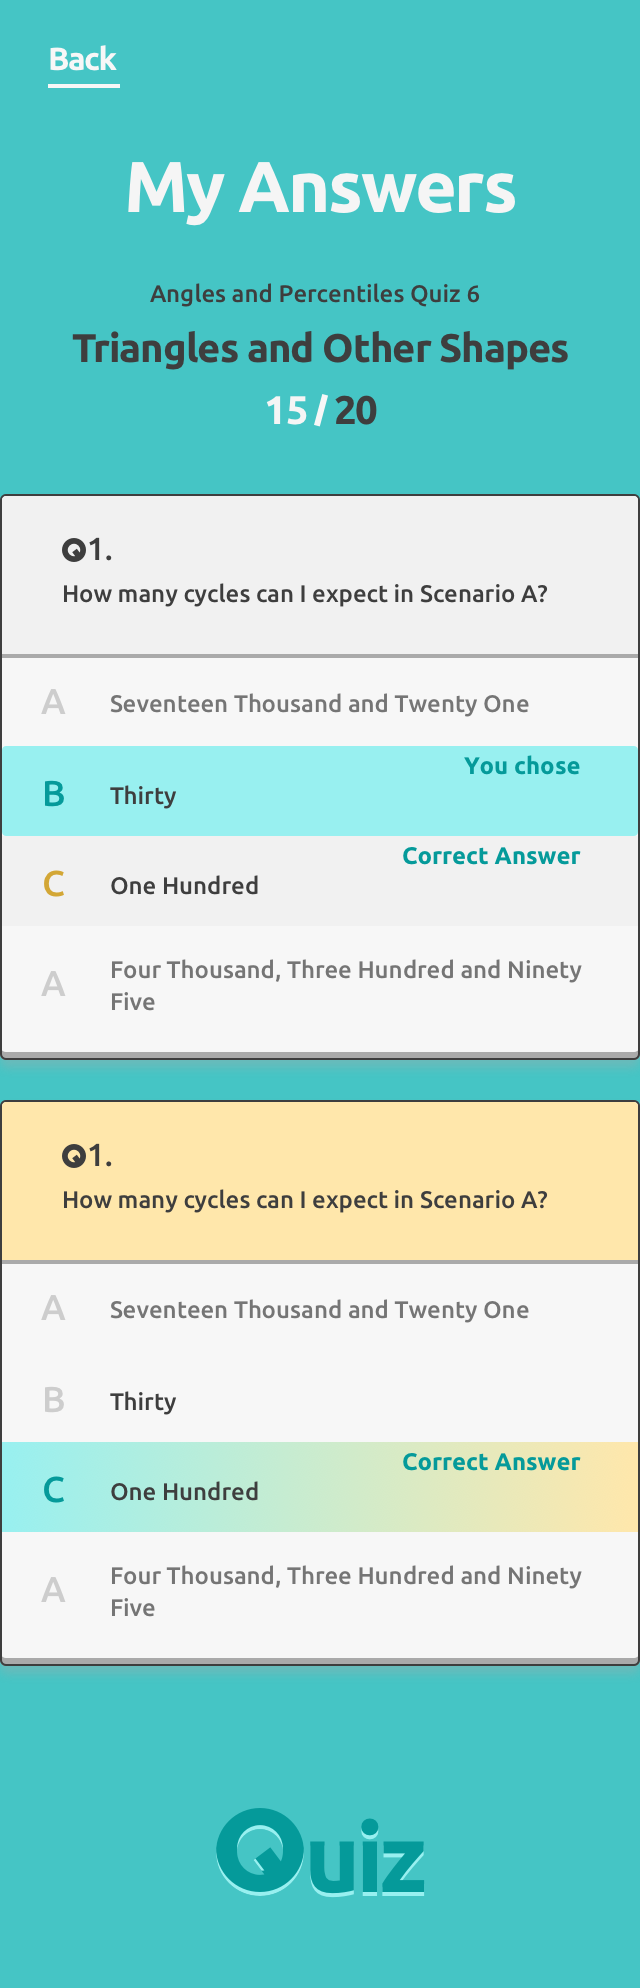 Back
My Answers
Angles and Percentiles Quiz 6
Triangles and Other Shapes
15/20
Q1.
How many cycles can I expect in Scenario A?
A Seventeen Thousand and Twenty One
You chose
B Thirty
Correct Answer
C One Hundred
A Four Thousand, Three Hundred and Ninety
Five
Q1.
How many cycles can I expect in Scenario A?
A Seventeen Thousand and Twenty One
B Thirty
Correct Answer
C One Hundred
A Four Thousand, Three Hundred and Ninety
Five
Quiz